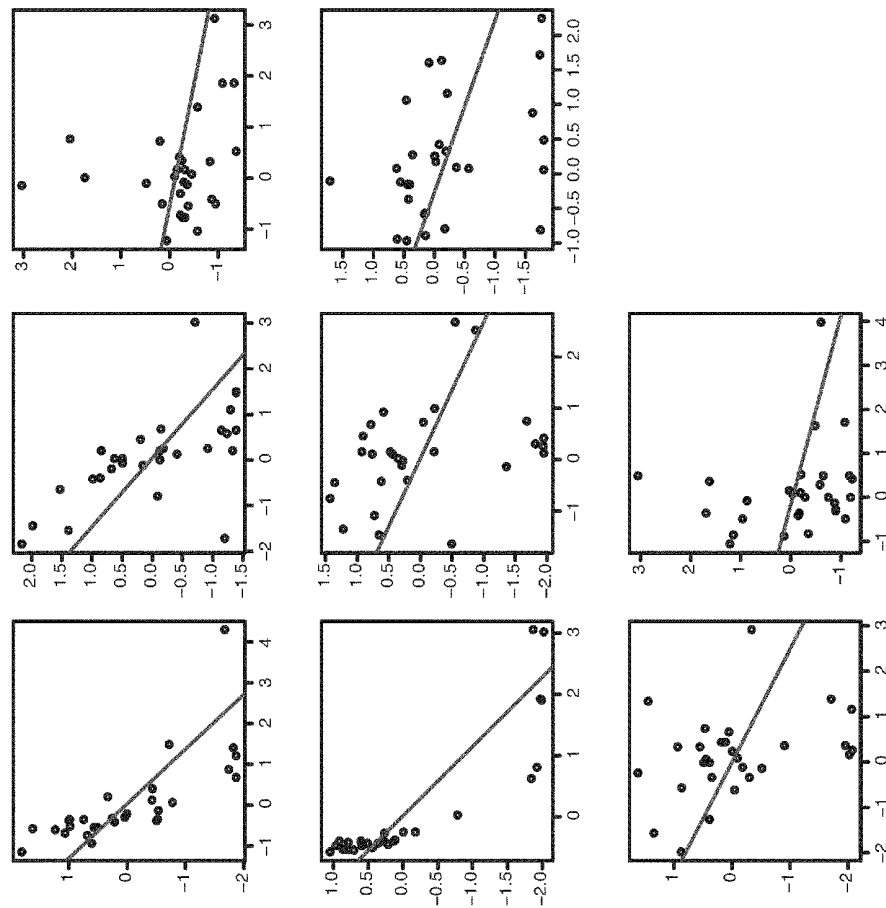 1 0 −1 −2
−1 0 1 2 3 4
2.0 1.5 1.0 0.5 0.0 −0.5 −1.0 −1.5
−2 −1 0 1 2 3
3 2 1 0 −1
−1 0 1 2 3
1.0 0.5 0.0 −0.5 −1.0 −1.5 −2.0
0 1 2 3
1.5 1.0 0.5 0.0 −0.5 −1.0 −1.5 −2.0
−1 0 1 2
1.5 1.0 0.5 0.0 −0.5 −1.0 −1.5
−1.0 −0.5 0.0 0.5 1.0 1.5 2.0
1 0 −1 −2
−2 −1 0 1 2 3
3 2 1 0 −1
−1 0 1 2 3 4